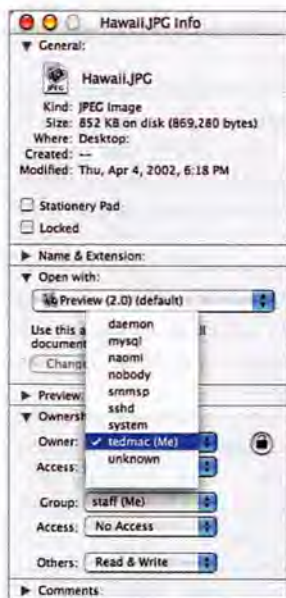 Hawaii.JPG Info
General:
JPEG
Hawaii.JPG
Kind: JPEG Image
Size: 852 KB on disk (869,280 bytes)
Where: Desktop:
Created: --
Modified: Thu, Apr 4, 2002, 6:18 PM
Stationery Pad
Locked
Name & Extension:
Open with:
Preview (2.0) (default)
Use this a ll
document
Chang
daemon
mysql
naomi
nobody
smmsp
sshd
system
✓ tedmac (Me)
unknown
Preview:
Ownersh
Owner:
Access:
Group: staff (Me)
Access: No Access
Others: Read & Write
Comments: